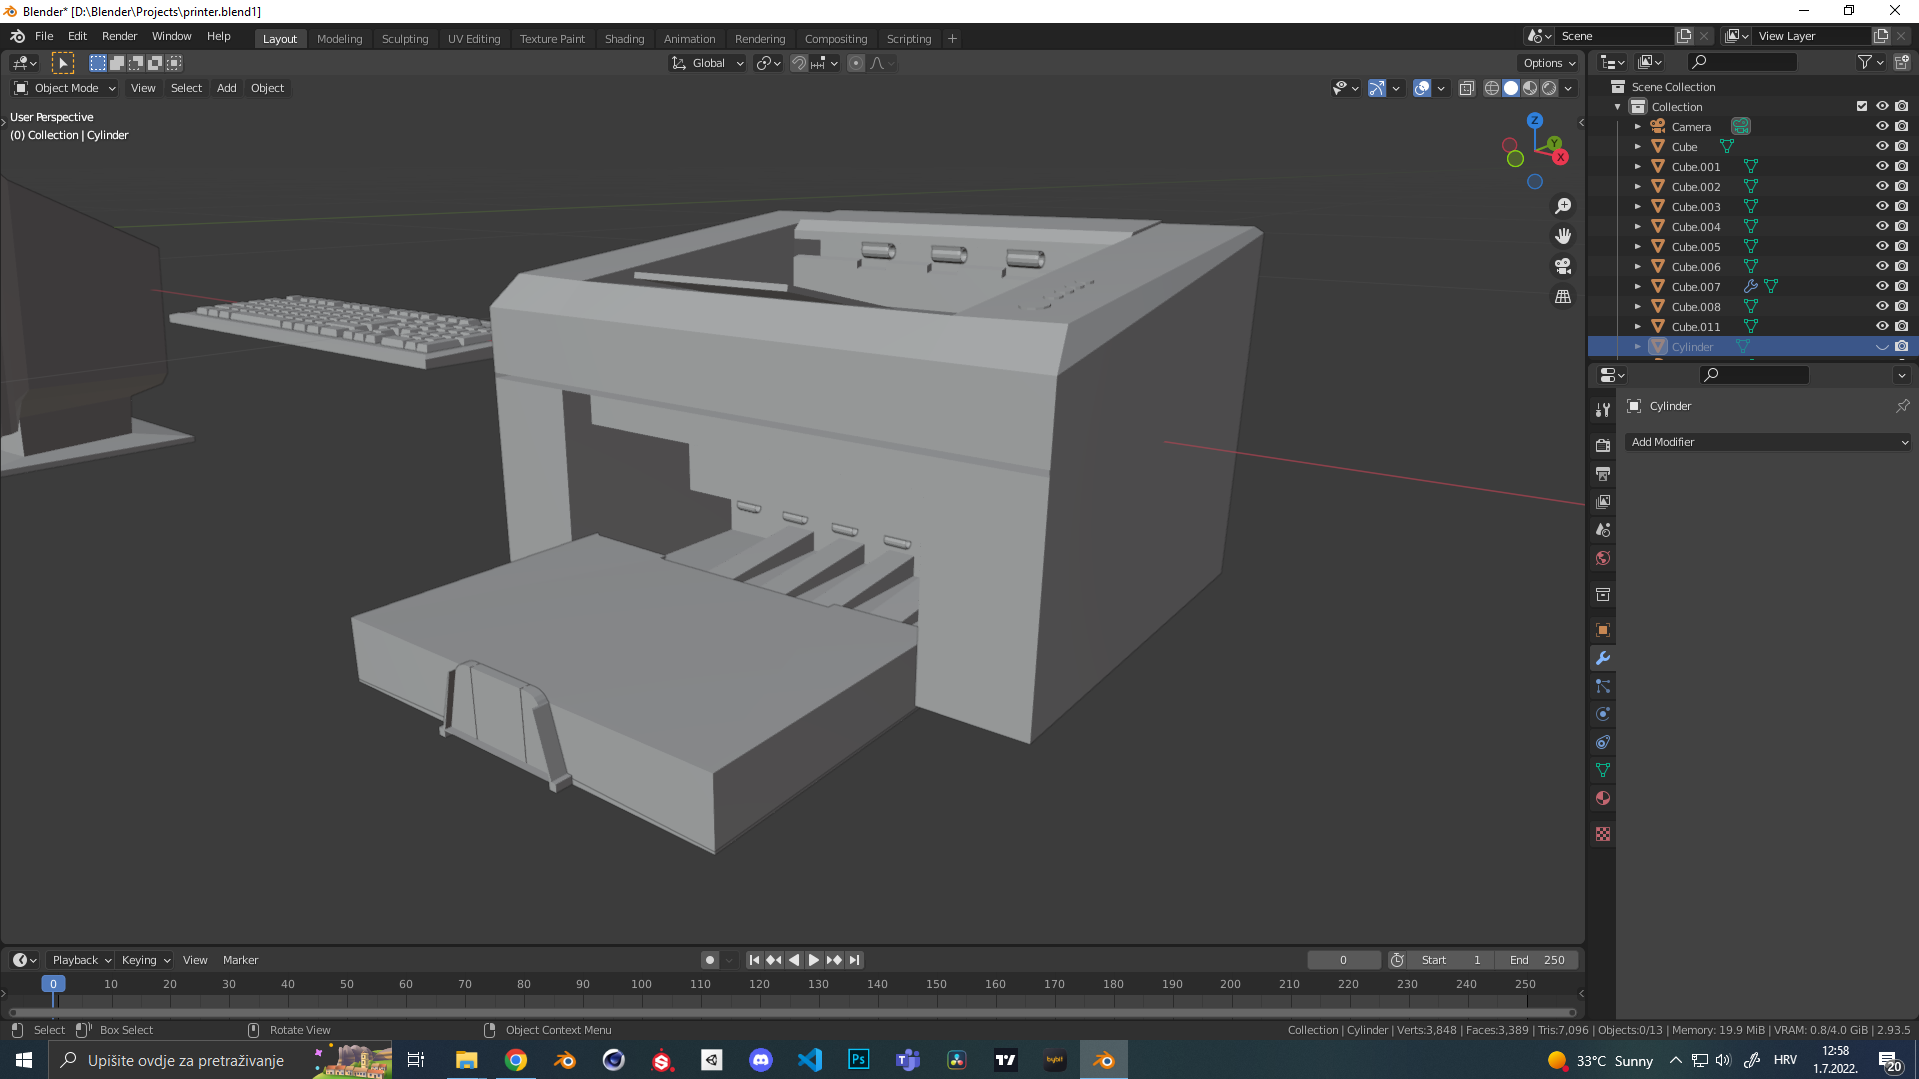 Blender* [D:\Blender\Projects\printer.blend1]
File Edit Render Window Help
Layout Modeling Sculpting UV Editing Texture Paint Shading Animation Rendering Compositing Scripting
Scene
View Layer
Global
Options
Object Mode View Select Add Object
User Perspective
(0) Collection | Cylinder
Z
Y
X
Scene Collection
Collection
Camera
Cube
Cube.001
Cube.002
Cube.003
Cube.004
Cube.005
Cube.006
Cube.007
Cube.008
Cube.011
Cylinder
Cylinder
Add Modifier
Playback Keying View Marker
0
Start 1
End 250
0 10 20 30 40 50 60 70 80 90 100 110 120 130 140 150 160 170 180 190 200 210 220 230 240 250
Select Box Select Rotate View Object Context Menu
Collection | Cylinder | Verts:3,848 | Faces:3,389 | Tris:7,096 | Objects:0/13 | Memory: 19.9 MiB | VRAM: 0.8/4.0 GiB | 2.93.5
Upišite ovdje za pretraživanje
Ps
bybit
33°C Sunny
HRV
12:58
1.7.2022.
20